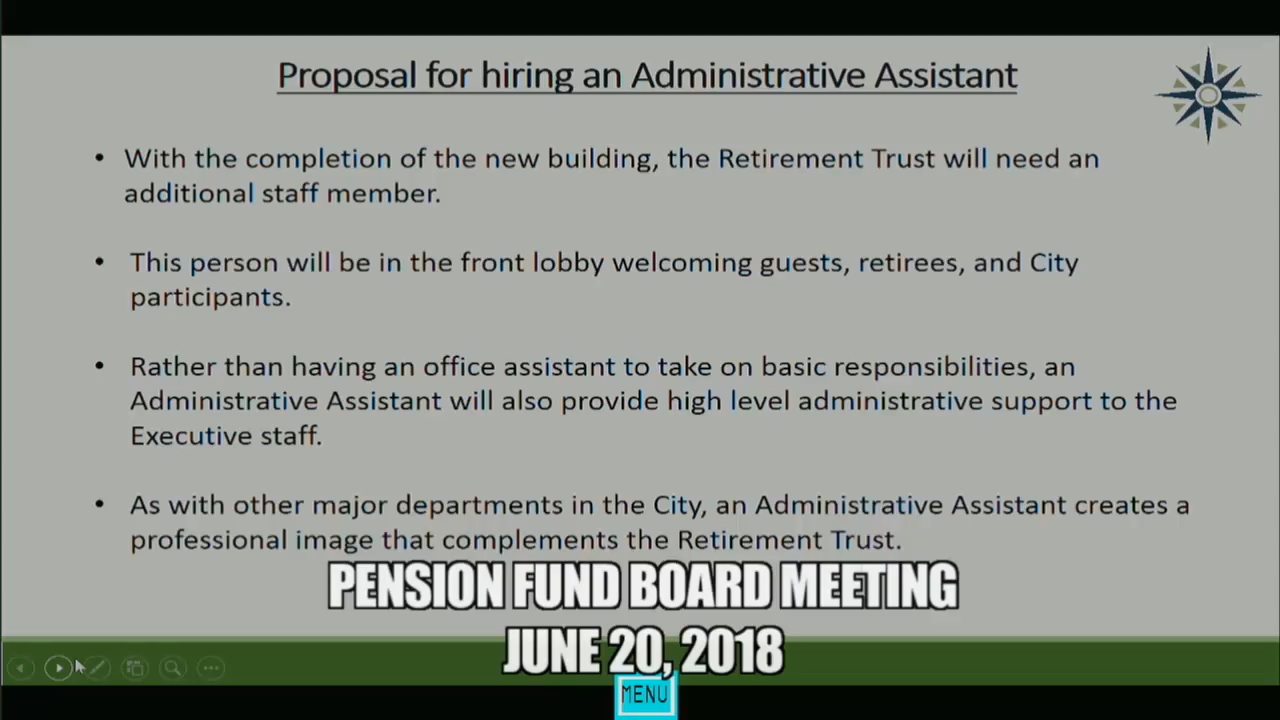 Proposal for hiring an Administrative Assistant
• With the completion of the new building, the Retirement Trust will need an
additional staff member.
• This person will be in the front lobby welcoming guests, retirees, and City
participants.
• Rather than having an office assistant to take on basic responsibilities, an
Administrative Assistant will also provide high level administrative support to the
Executive staff.
• As with other major departments in the City, an Administrative Assistant creates a
professional image that complements the Retirement Trust.
PENSION FUND BOARD MEETING
JUNE 20, 2018
MENU